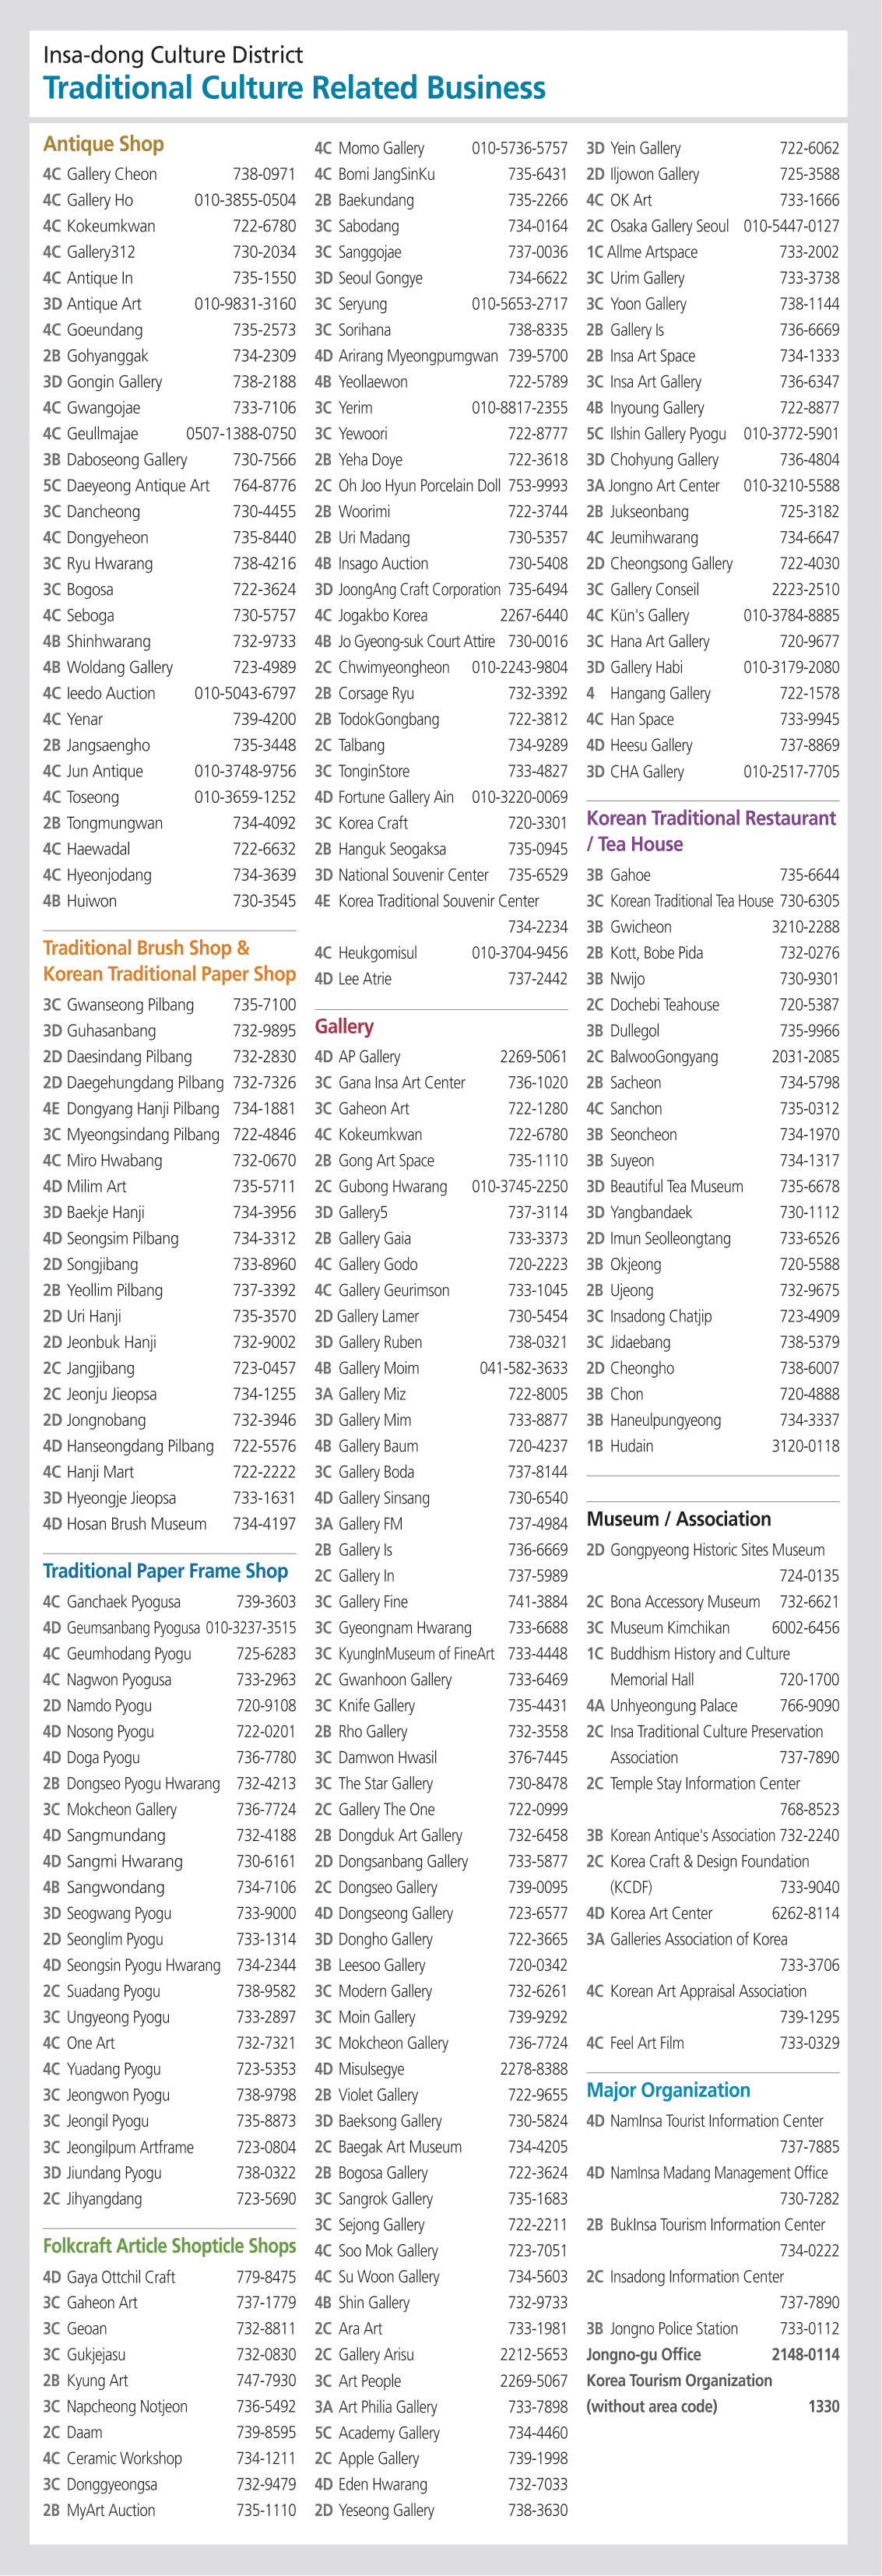 Insa-dong Culture District
Traditional Culture Related Business
Antique Shop
4C Gallery Cheon 738-0971
4C Gallery Ho 010-3855-0504
4C Kokeumkwan 722-6780
4C Gallery312 730-2034
4C Antique In 735-1550
3D Antique Art 010-9831-3160
4C Goeundang 735-2573
2B Gohyanggak 734-2309
3D Gongin Gallery 738-2188
4C Gwangojae 733-7106
4C Geullmajae 0507-1388-0750
3B Daboseong Gallery 730-7566
5C Daeyeong Antique Art 764-8776
3C Dancheong 730-4455
4C Dongyeheon 735-8440
3C Ryu Hwarang 738-4216
3C Bogosa 722-3624
4C Seboga 730-5757
4B Shinhwarang 732-9733
4B Woldang Gallery 723-4989
4C Ieedo Auction 010-5043-6797
4C Yenar 739-4200
2B Jangsaengho 735-3448
4C Jun Antique 010-3748-9756
4C Toseong 010-3659-1252
2B Tongmungwan 734-4092
4C Haewadal 722-6632
4C Hyeonjodang 734-3639
4B Huiwon 730-3545
Traditional Brush Shop &
Korean Traditional Paper Shop
3C Gwanseong Pilbang 735-7100
3D Guhasanbang 732-9895
2D Daesindang Pilbang 732-2830
2D Daegehungdang Pilbang 732-7326
4E Dongyang Hanji Pilbang 734-1881
3C Myeongsindang Pilbang 722-4846
4C Miro Hwabang 732-0670
4D Milim Art 735-5711
3D Baekje Hanji 734-3956
4D Seongsim Pilbang 734-3312
2D Songjibang 733-8960
2B Yeollim Pilbang 737-3392
2D Uri Hanji 735-3570
2D Jeonbuk Hanji 732-9002
2C Jangjibang 723-0457
2C Jeonju Jieopsa 734-1255
2D Jongnobang 732-3946
4D Hanseongdang Pilbang 722-5576
4C Hanji Mart 722-2222
3D Hyeongje Jieopsa 733-1631
4D Hosan Brush Museum 734-4197
Traditional Paper Frame Shop
4C Ganchaek Pyogusa 739-3603
4D Geumsanbang Pyogusa 010-3237-3515
4C Geumhodang Pyogu 725-6283
4C Nagwon Pyogusa 733-2963
2D Namdo Pyogu 720-9108
4D Nosong Pyogu 722-0201
4D Doga Pyogu 736-7780
2B Dongseo Pyogu Hwarang 732-4213
3C Mokcheon Gallery 736-7724
4D Sangmundang 732-4188
4D Sangmi Hwarang 730-6161
4B Sangwondang 734-7106
3D Seogwang Pyogu 733-9000
2D Seonglim Pyogu 733-1314
4D Seongsin Pyogu Hwarang 734-2344
2C Suadang Pyogu 738-9582
3C Ungyeong Pyogu 733-2897
4C One Art 732-7321
4C Yuadang Pyogu 723-5353
3C Jeongwon Pyogu 738-9798
3C Jeongil Pyogu 735-8873
3C Jeongilpum Artframe 723-0804
3D Jiundang Pyogu 738-0322
2C Jihyangdang 723-5690
Folkcraft Article Shopticle Shops
4D Gaya Ottchil Craft 779-8475
3C Gaheon Art 737-1779
3C Geoan 732-8811
3C Gukjejasu 732-0830
2B Kyung Art 747-7930
3C Napcheong Notjeon 736-5492
2C Daam 739-8595
4C Ceramic Workshop 734-1211
3C Donggyeongsa 732-9479
2B MyArt Auction 735-1110
4C Momo Gallery 010-5736-5757
4C Bomi JangSinKu 735-6431
2B Baekundang 735-2266
3C Sabodang 734-0164
3C Sanggojae 737-0036
3D Seoul Gongye 734-6622
3C Seryung 010-5653-2717
3C Sorihana 738-8335
4D Arirang Myeongpumgwan 739-5700
4B Yeollaewon 722-5789
3C Yerim 010-8817-2355
3C Yewoori 722-8777
2B Yeha Doye 722-3618
2C Oh Joo Hyun Porcelain Doll 753-9993
2B Woorimi 722-3744
2B Uri Madang 730-5357
4B Insago Auction 730-5408
3D JoongAng Craft Corporation 735-6494
4C Jogakbo Korea 2267-6440
4B Jo Gyeong-suk Court Attire 730-0016
2C Chwimyeongheon 010-2243-9804
2B Corsage Ryu 732-3392
2B TodokGongbang 722-3812
2C Talbang 734-9289
3C TonginStore 733-4827
4D Fortune Gallery Ain 010-3220-0069
3C Korea Craft 720-3301
2B Hanguk Seogaksa 735-0945
3D National Souvenir Center 735-6529
4E Korea Traditional Souvenir Center
734-2234
4C Heukgomisul 010-3704-9456
4D Lee Atrie 737-2442
Gallery
4D AP Gallery 2269-5061
3C Gana Insa Art Center 736-1020
3C Gaheon Art 722-1280
4C Kokeumkwan 722-6780
2B Gong Art Space 735-1110
2C Gubong Hwarang 010-3745-2250
3D Gallery5 737-3114
2B Gallery Gaia 733-3373
4C Gallery Godo 720-2223
4C Gallery Geurimson 733-1045
2D Gallery Lamer 730-5454
3D Gallery Ruben 738-0321
4B Gallery Moim 041-582-3633
3A Gallery Miz 722-8005
3D Gallery Mim 733-8877
4B Gallery Baum 720-4237
3C Gallery Boda 737-8144
4D Gallery Sinsang 730-6540
3A Gallery FM 737-4984
2B Gallery Is 736-6669
2C Gallery In 737-5989
3C Gallery Fine 741-3884
3C Gyeongnam Hwarang 733-6688
3C KyungInMuseum of FineArt 733-4448
2C Gwanhoon Gallery 733-6469
3C Knife Gallery 735-4431
2B Rho Gallery 732-3558
3C Damwon Hwasil 376-7445
3C The Star Gallery 730-8478
2C Gallery The One 722-0999
2B Dongduk Art Gallery 732-6458
2D Dongsanbang Gallery 733-5877
2C Dongseo Gallery 739-0095
4D Dongseong Gallery 723-6577
3D Dongho Gallery 722-3665
3B Leesoo Gallery 720-0342
3C Modern Gallery 732-6261
3C Moin Gallery 739-9292
3C Mokcheon Gallery 736-7724
4D Misulsegye 2278-8388
2B Violet Gallery 722-9655
3D Baeksong Gallery 730-5824
2C Baegak Art Museum 734-4205
2B Bogosa Gallery 722-3624
3C Sangrok Gallery 735-1683
3C Sejong Gallery 722-2211
4C Soo Mok Gallery 723-7051
4C Su Woon Gallery 734-5603
4B Shin Gallery 732-9733
2C Ara Art 733-1981
2C Gallery Arisu 2212-5653
3C Art People 2269-5067
3A Art Philia Gallery 733-7898
5C Academy Gallery 734-4460
2C Apple Gallery 739-1998
4D Eden Hwarang 732-7033
2D Yeseong Gallery 738-3630
3D Yein Gallery 722-6062
2D Iljowon Gallery 725-3588
4C OK Art 733-1666
2C Osaka Gallery Seoul 010-5447-0127
1C Allme Artspace 733-2002
3C Urim Gallery 733-3738
3C Yoon Gallery 738-1144
2B Gallery Is 736-6669
2B Insa Art Space 734-1333
3C Insa Art Gallery 736-6347
4B Inyoung Gallery 722-8877
5C Ilshin Gallery Pyogu 010-3772-5901
3D Chohyung Gallery 736-4804
3A Jongno Art Center 010-3210-5588
2B Jukseonbang 725-3182
4C Jeumihwarang 734-6647
2D Cheongsong Gallery 722-4030
3C Gallery Conseil 2223-2510
4C Kün's Gallery 010-3784-8885
3C Hana Art Gallery 720-9677
3D Gallery Habi 010-3179-2080
4 Hangang Gallery 722-1578
4C Han Space 733-9945
4D Heesu Gallery 737-8869
3D CHA Gallery 010-2517-7705
Korean Traditional Restaurant
/ Tea House
3B Gahoe 735-6644
3C Korean Traditional Tea House 730-6305
3B Gwicheon 3210-2288
2B Kott, Bobe Pida 732-0276
3B Nwijo 730-9301
2C Dochebi Teahouse 720-5387
3B Dullegol 735-9966
2C BalwooGongyang 2031-2085
2B Sacheon 734-5798
4C Sanchon 735-0312
3B Seoncheon 734-1970
3B Suyeon 734-1317
3D Beautiful Tea Museum 735-6678
3D Yangbandaek 730-1112
2D Imun Seolleongtang 733-6526
3B Okjeong 720-5588
2B Ujeong 732-9675
3C Insadong Chatjip 723-4909
3C Jidaebang 738-5379
2D Cheongho 738-6007
3B Chon 720-4888
3B Haneulpungyeong 734-3337
1B Hudain 3120-0118
Museum / Association
2D Gongpyeong Historic Sites Museum
724-0135
2C Bona Accessory Museum 732-6621
3C Museum Kimchikan 6002-6456
1C Buddhism History and Culture
Memorial Hall 720-1700
4A Unhyeongung Palace 766-9090
2C Insa Traditional Culture Preservation
Association 737-7890
2C Temple Stay Information Center
768-8523
3B Korean Antique's Association 732-2240
2C Korea Craft & Design Foundation
(KCDF) 733-9040
4D Korea Art Center 6262-8114
3A Galleries Association of Korea
733-3706
4C Korean Art Appraisal Association
739-1295
4C Feel Art Film 733-0329
Major Organization
4D NamInsa Tourist Information Center
737-7885
4D NamInsa Madang Management Office
730-7282
2B BukInsa Tourism Information Center
734-0222
2C Insadong Information Center
737-7890
3B Jongno Police Station 733-0112
Jongno-gu Office 2148-0114
Korea Tourism Organization
(without area code) 1330